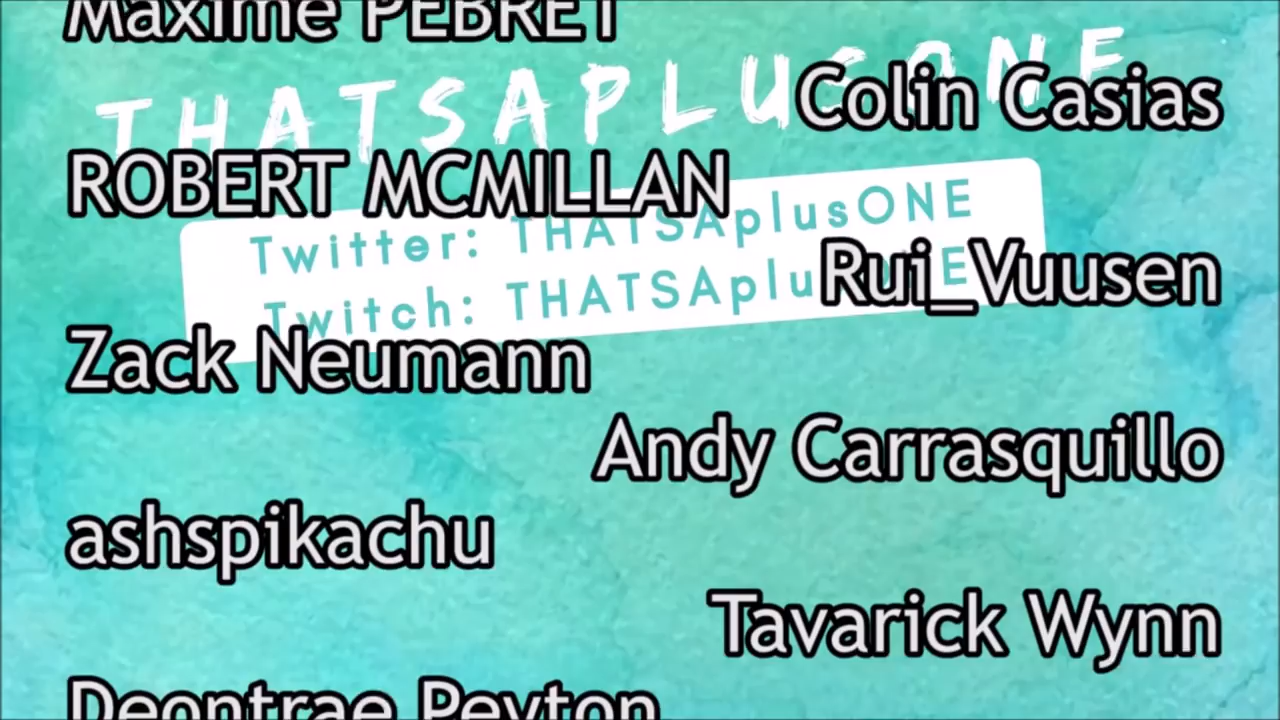 Maxime PEBRET
THATSAPLUSONE
Colin Casias
ROBERT MCMILLAN
Twitter: THATSAplusONE
Rui_Vuusen
Twitch: THATSAplusONE
Zack Neumann
Andy Carrasquillo
ashspikachu
Tavarick Wynn
Deontrae Peyton